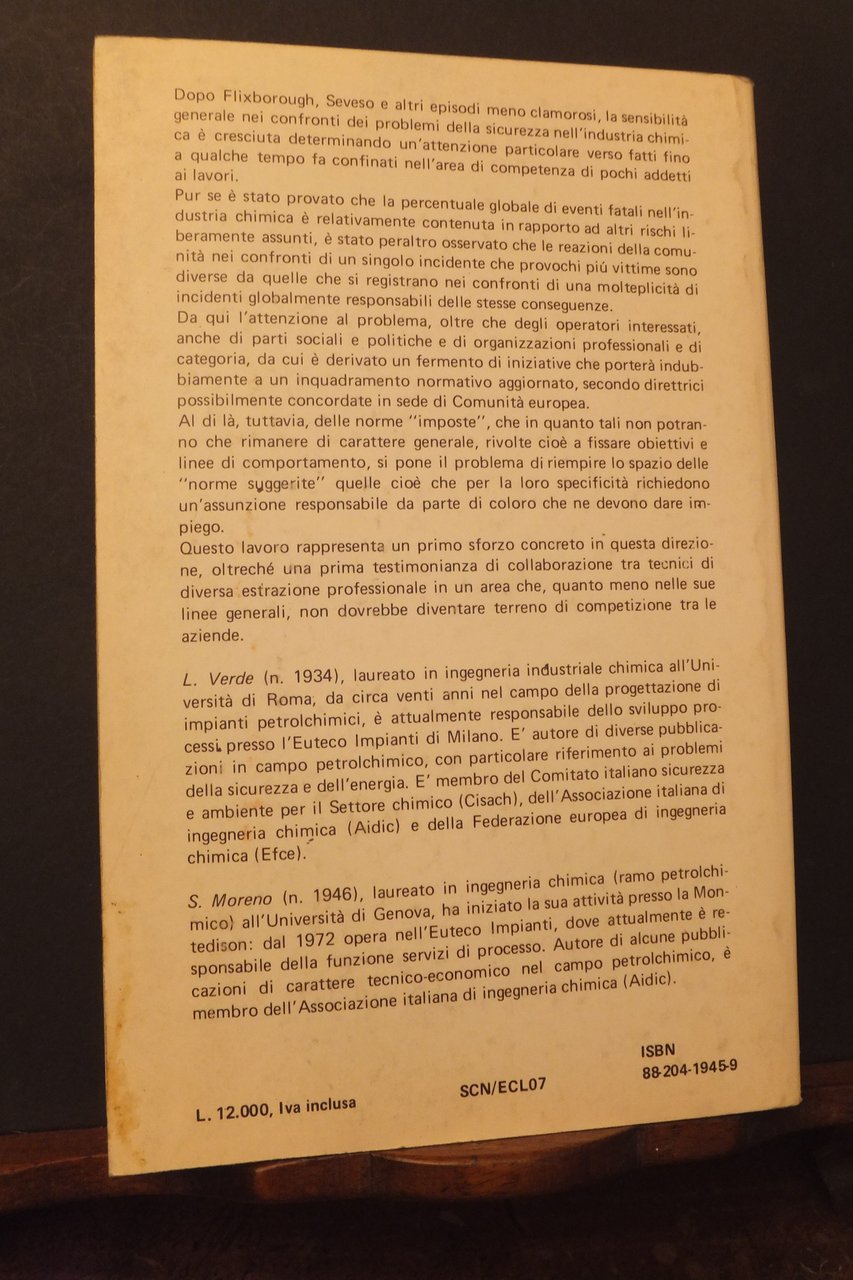 Dopo Flixborough, Seveso e altri episodi meno clamorosi, la sensibilità
generale nei confronti dei problemi della sicurezza nell'industria chimi-
ca è cresciuta determinando un'attenzione particolare verso fatti fino
a qualche tempo fa confinati nell'area di competenza di pochi addetti
ai lavori.
Pur se è stato provato che la percentuale globale di eventi fatali nell'in-
dustria chimica è relativamente contenuta in rapporto ad altri rischi li-
beramente assunti, è stato peraltro osservato che le reazioni della comu-
nità nei confronti di un singolo incidente che provochi più vittime sono
diverse da quelle che si registrano nei confronti di una molteplicità di
incidenti globalmente responsabili delle stesse conseguenze.
Da qui l'attenzione al problema, oltre che degli operatori interessati,
anche di parti sociali e politiche e di organizzazioni professionali e di
categoria, da cui è derivato un fermento di iniziative che porterà indub-
biamente a un inquadramento normativo aggiornato, secondo direttrici
possibilmente concordate in sede di Comunità europea.
Al di là, tuttavia, delle norme "imposte", che in quanto tali non potran-
no che rimanere di carattere generale, rivolte cioè a fissare obiettivi e
linee di comportamento, si pone il problema di riempire lo spazio delle
"norme suggerite" quelle cioè che per la loro specificità richiedono
un'assunzione responsabile da parte di coloro che ne devono dare im-
piego.
Questo lavoro rappresenta un primo sforzo concreto in questa direzio-
ne, oltreché una prima testimonianza di collaborazione tra tecnici di
diversa estrazione professionale in un area che, quanto meno nelle sue
linee generali, non dovrebbe diventare terreno di competizione tra le
aziende.
L. Verde (n. 1934), laureato in ingegneria industriale chimica all'Uni-
versità di Roma, da circa venti anni nel campo della progettazione di
impianti petrolchimici, è attualmente responsabile dello sviluppo pro-
cessi presso l'Euteco Impianti di Milano. E' autore di diverse pubblica-
zioni in campo petrolchimico, con particolare riferimento ai problemi
della sicurezza e dell'energia. E' membro del Comitato italiano sicurezza
e ambiente per il Settore chimico (Cisach), dell'Associazione italiana di
ingegneria chimica (Aidic) e della Federazione europea di ingegneria
chimica (Efce).
S. Moreno (n. 1946), laureato in ingegneria chimica (ramo petrolchi-
mico) all'Università di Genova, ha iniziato la sua attività presso la Mon-
tedison: dal 1972 opera nell'Euteco Impianti, dove attualmente è re-
sponsabile della funzione servizi di processo. Autore di alcune pubbli-
cazioni di carattere tecnico-economico nel campo petrolchimico, è
membro dell'Associazione italiana di ingegneria chimica (Aidic).
L. 12.000, Iva inclusa
SCN/ECL07
ISBN
88-204-1945-9